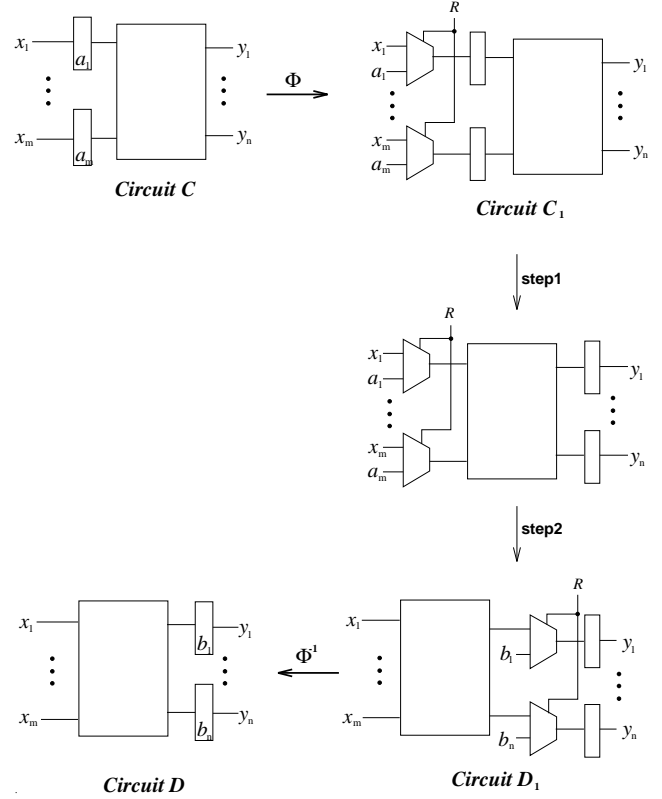 R
x₁
x₁
a₁
a₁
y₁
y₁
Φ
xₘ
aₘ
yₙ
xₘ
aₘ
yₙ
Circuit C
Circuit C₁
step1
R
x₁
a₁
y₁
xₘ
aₘ
yₙ
step2
R
x₁
b₁
y₁
x₁
b₁
y₁
Φ⁻¹
xₘ
bₙ
yₙ
xₘ
bₙ
yₙ
Circuit D
Circuit D₁